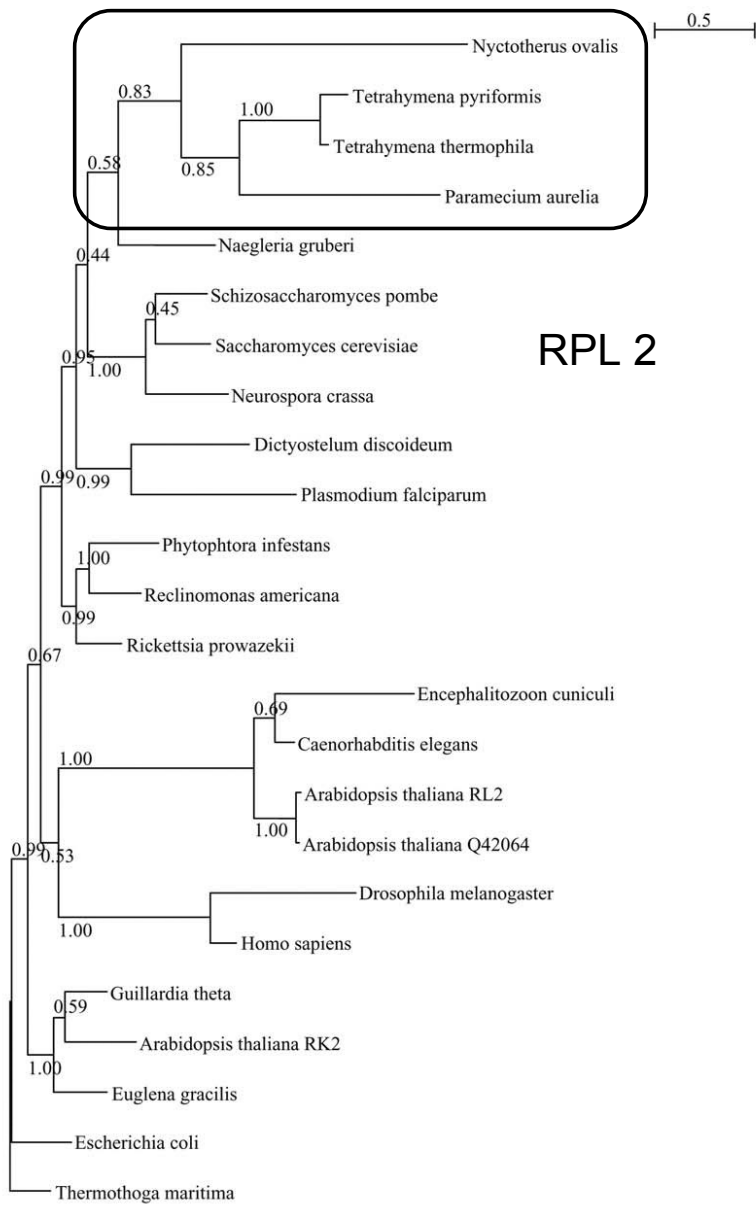 0.5
Nyctotherus ovalis
0.83
1.00
Tetrahymena pyriformis
Tetrahymena thermophila
0.58
0.85
Paramecium aurelia
Naegleria gruberi
0.44
Schizosaccharomyces pombe
0.45
Saccharomyces cerevisiae
RPL 2
0.95
1.00
Neurospora crassa
Dictyostelum discoideum
0.99
0.99
Plasmodium falciparum
Phytophtora infestans
1.00
Reclinomonas americana
0.99
Rickettsia prowazekii
0.67
Encephalitozoon cuniculi
0.69
Caenorhabditis elegans
1.00
Arabidopsis thaliana RL2
1.00
Arabidopsis thaliana Q42064
0.99
0.53
Drosophila melanogaster
1.00
Homo sapiens
Guillardia theta
0.59
Arabidopsis thaliana RK2
1.00
Euglena gracilis
Escherichia coli
Thermothoga maritima